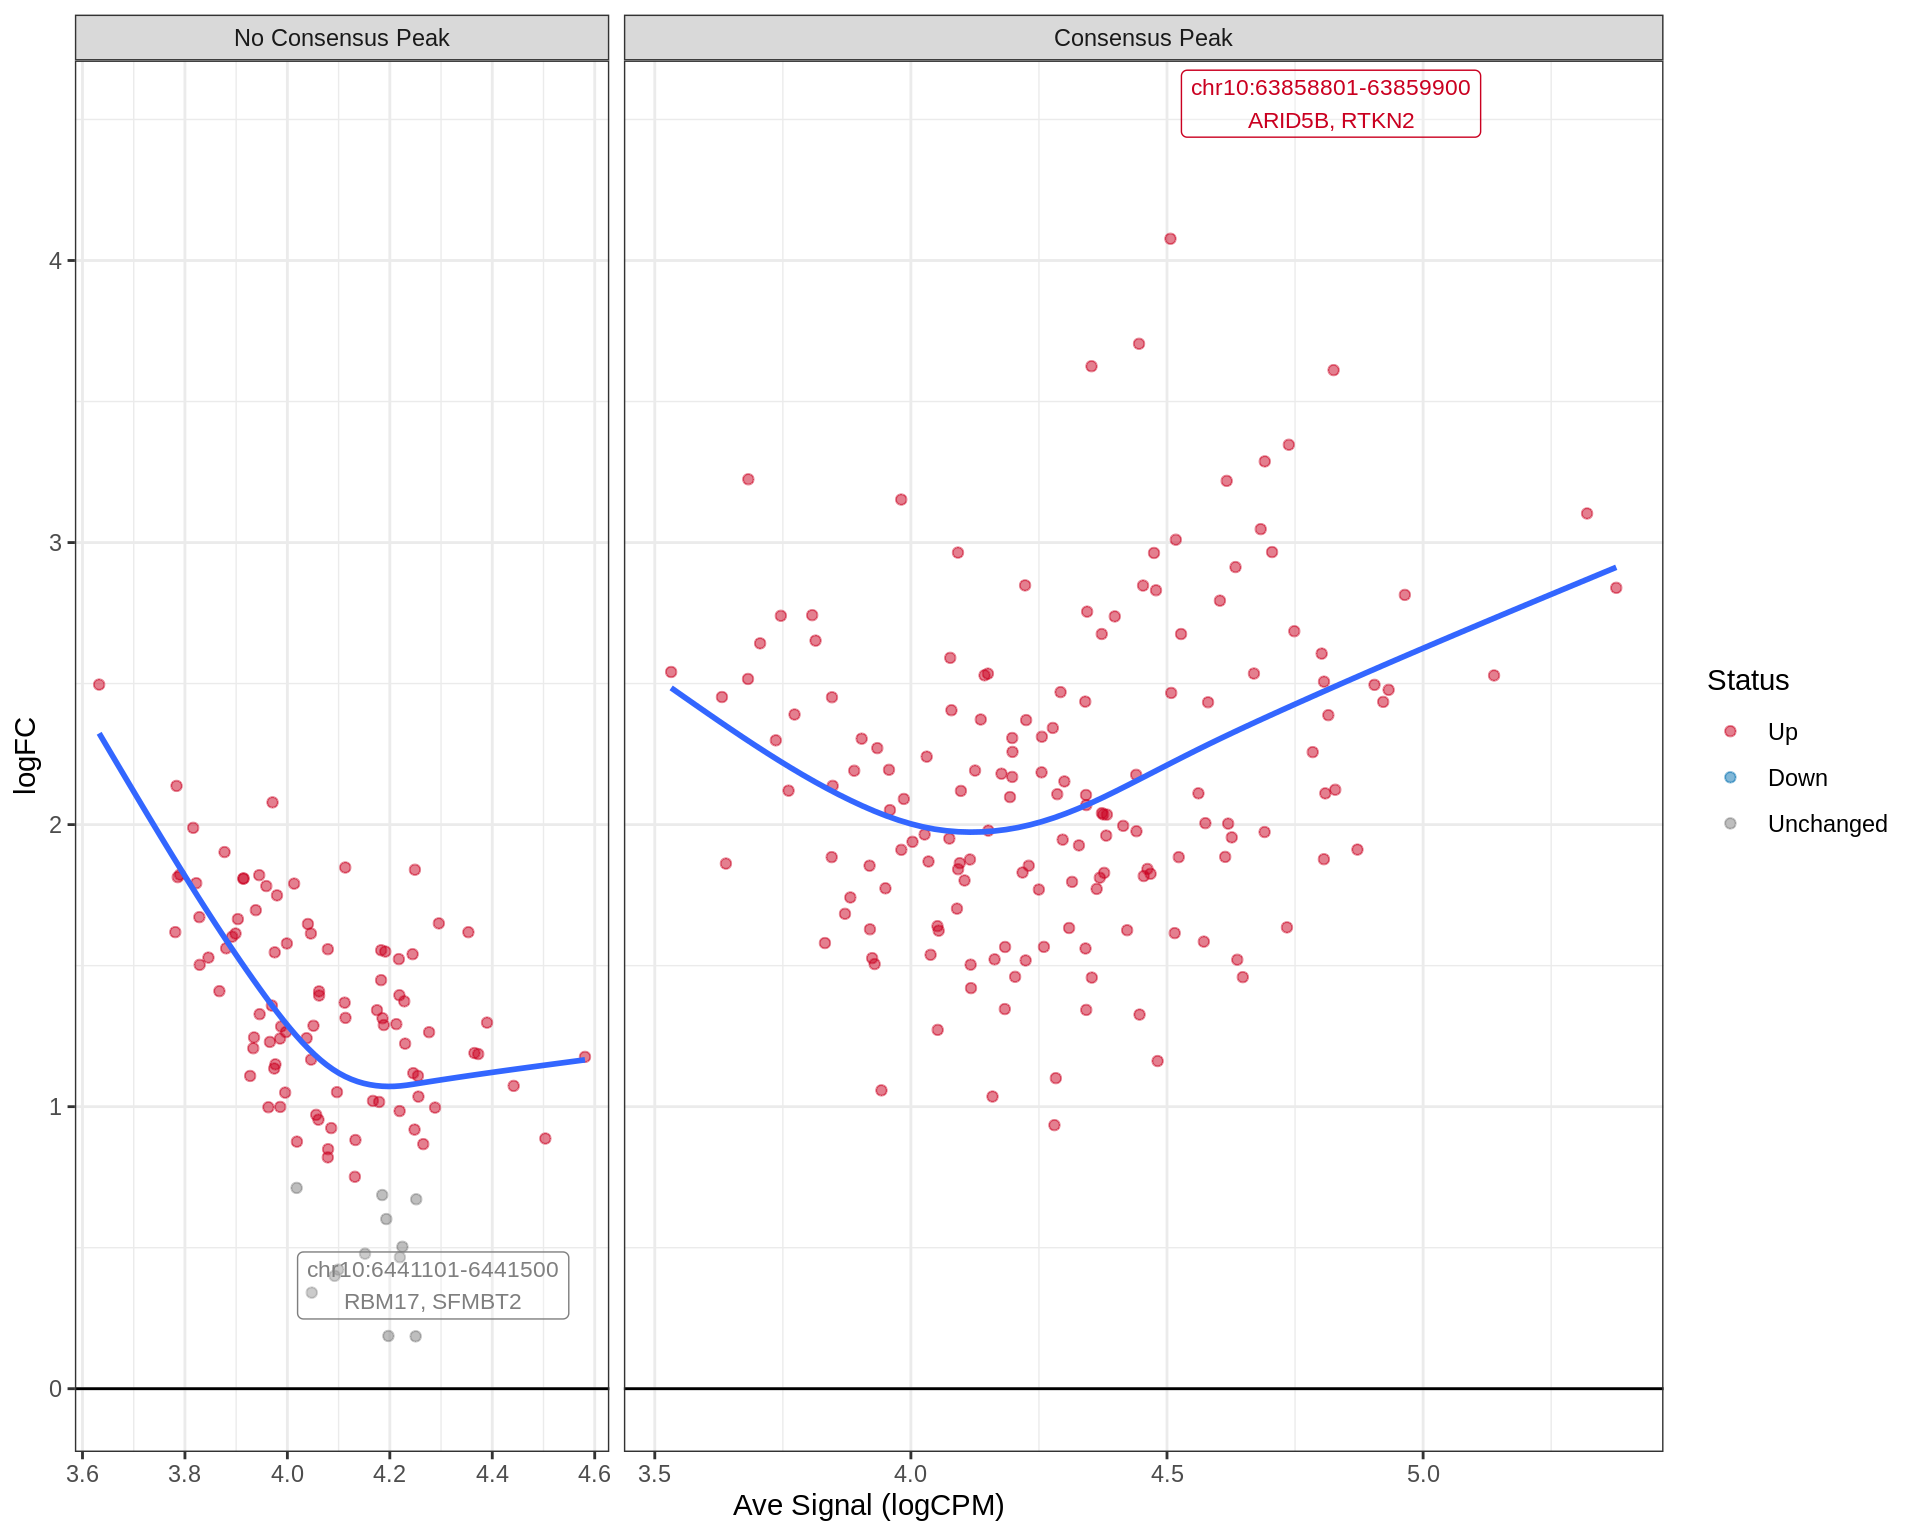 No Consensus Peak
Consensus Peak
chr10:63858801-63859900
ARID5B, RTKN2
4
3
2
1
0
logFC
chr10:6441101-6441500
RBM17, SFMBT2
Status
Up
Down
Unchanged
3.6 3.8 4.0 4.2 4.4 4.6 3.5 4.0 4.5 5.0
Ave Signal (logCPM)